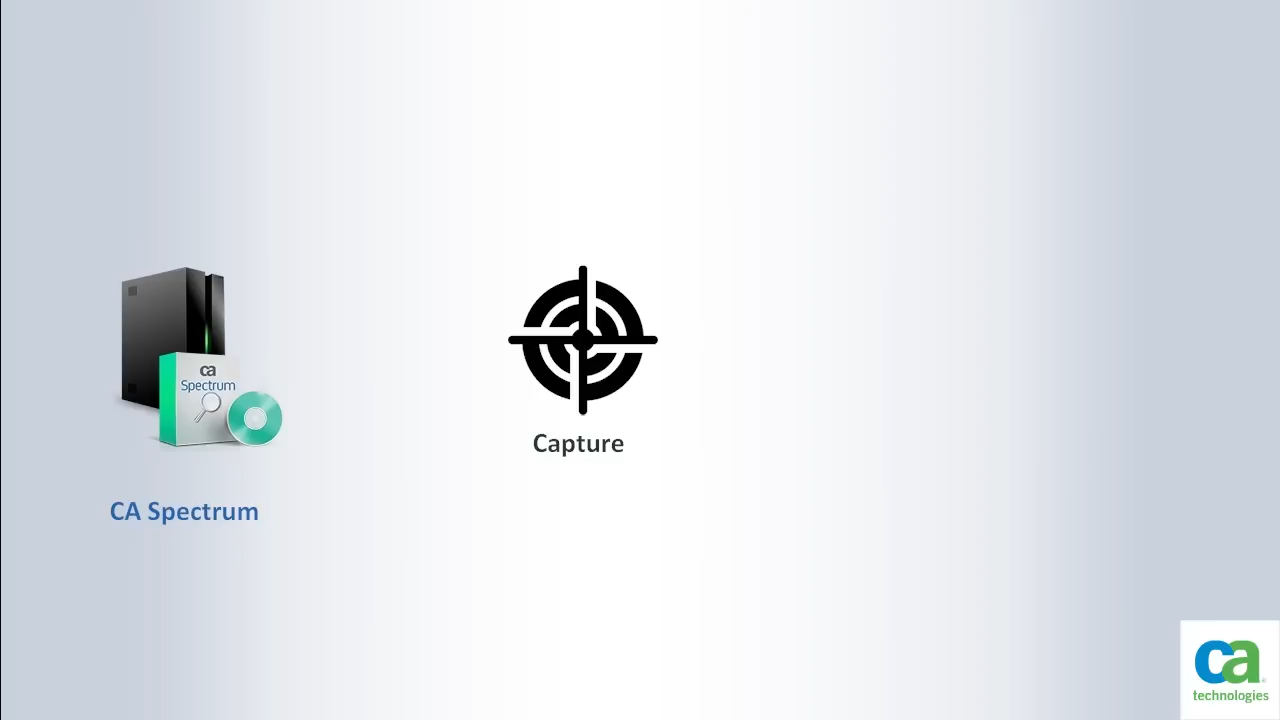 ca
Spectrum
Capture
CA Spectrum
ca
technologies